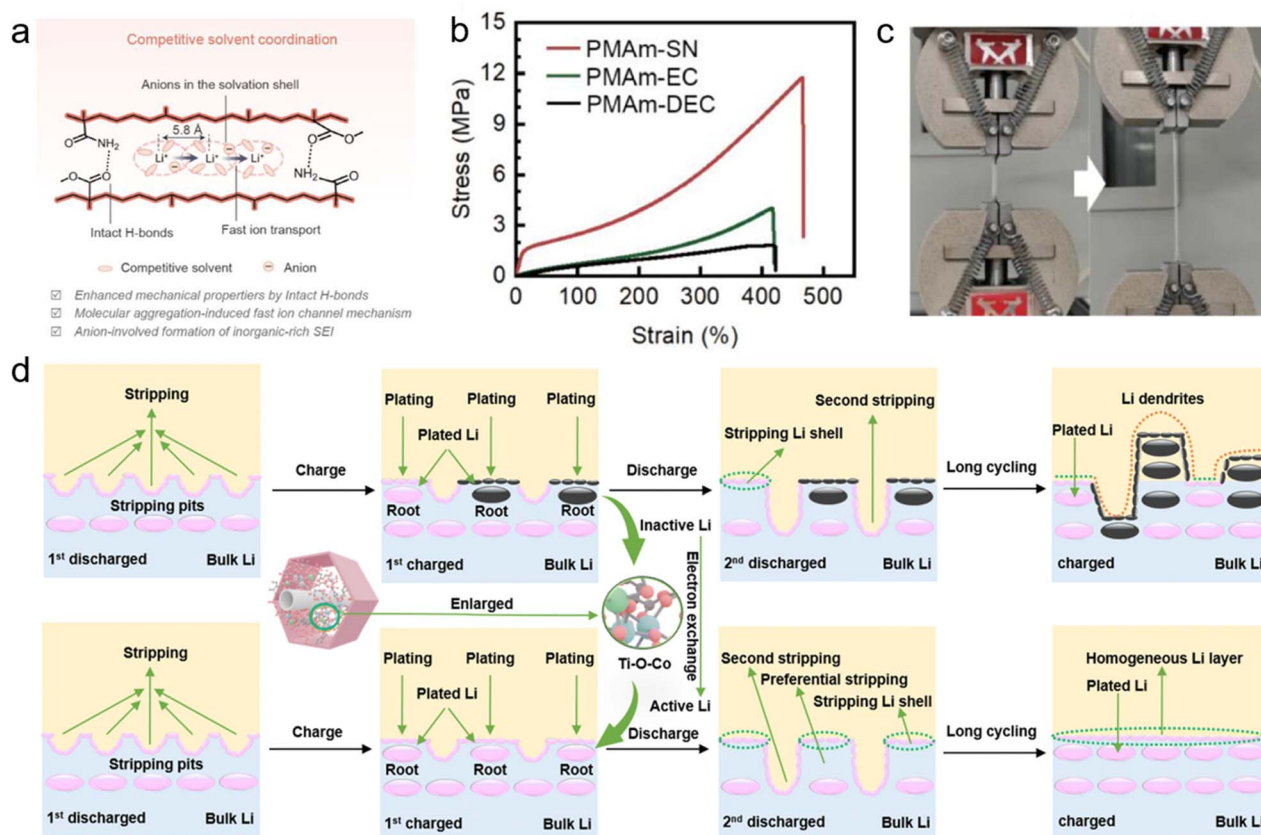 a
Competitive solvent coordination
Anions in the solvation shell
5.8 Å
NH₂
O
O
Li⁺
Li⁺
Li⁺
O
O
NH₂
O
Intact H-bonds
Fast ion transport
Competitive solvent
Anion
Enhanced mechanical propertiers by Intact H-bonds
Molecular aggregation-induced fast ion channel mechanism
Anion-involved formation of inorganic-rich SEI
b
15
12
9
6
3
0
Stress (MPa)
PMAm-SN
PMAm-EC
PMAm-DEC
0 100 200 300 400 500
Strain (%)
c
d
Stripping
Stripping pits
1st discharged
Bulk Li
Charge
Plating Plating Plating
Plated Li
Root Root Root
1st charged
Bulk Li
Discharge
Second stripping
Stripping Li shell
2nd discharged
Bulk Li
Long cycling
Li dendrites
Plated Li
charged
Bulk Li
Inactive Li
Electron exchange
Active Li
Enlarged
Ti-O-Co
Stripping
Stripping pits
1st discharged
Bulk Li
Charge
Plating Plating Plating
Plated Li
Root Root Root
1st charged
Bulk Li
Discharge
Second stripping
Preferential stripping
Stripping Li shell
2nd discharged
Bulk Li
Long cycling
Homogeneous Li layer
Plated Li
charged
Bulk Li